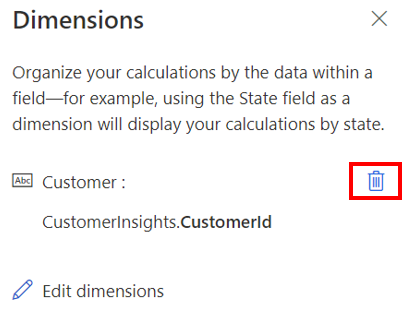 Dimensions
Organize your calculations by the data within a
field—for example, using the State field as a
dimension will display your calculations by state.
Abc Customer :
CustomerInsights.CustomerId
Edit dimensions